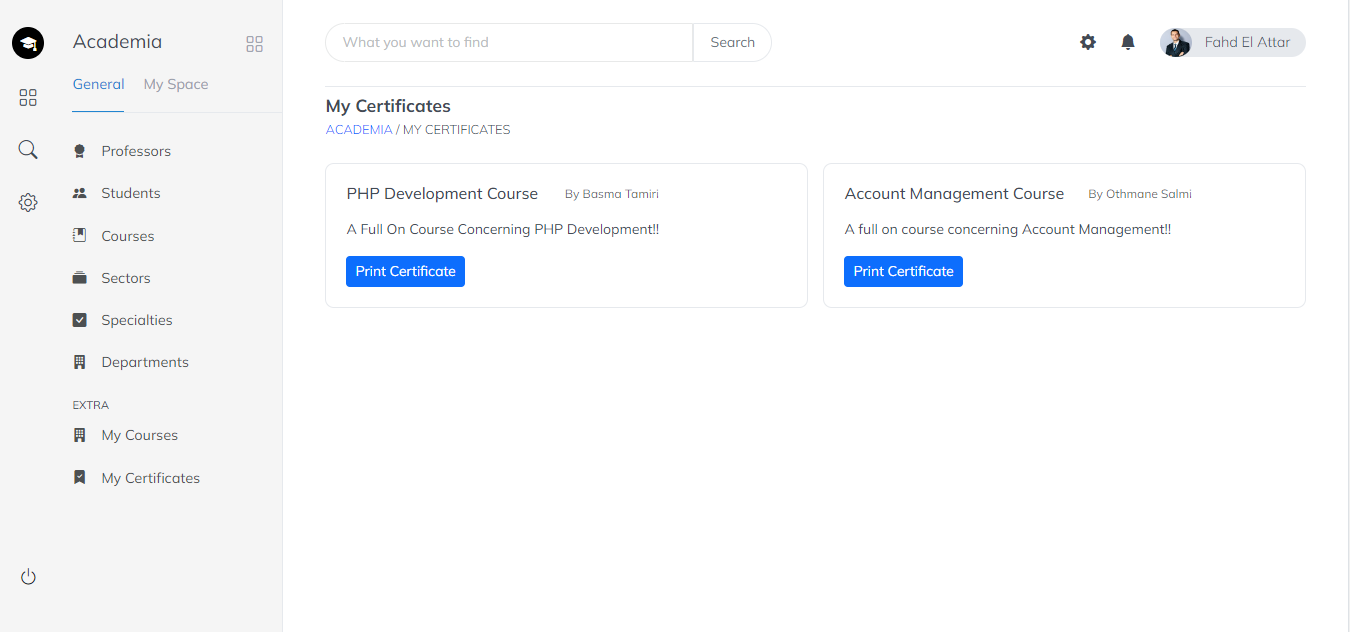 Academia
General My Space
Professors
Students
Courses
Sectors
Specialties
Departments
EXTRA
My Courses
My Certificates
What you want to find Search
Fahd El Attar
My Certificates
ACADEMIA / MY CERTIFICATES
PHP Development Course By Basma Tamiri
A Full On Course Concerning PHP Development!!
Print Certificate
Account Management Course By Othmane Salmi
A full on course concerning Account Management!!
Print Certificate